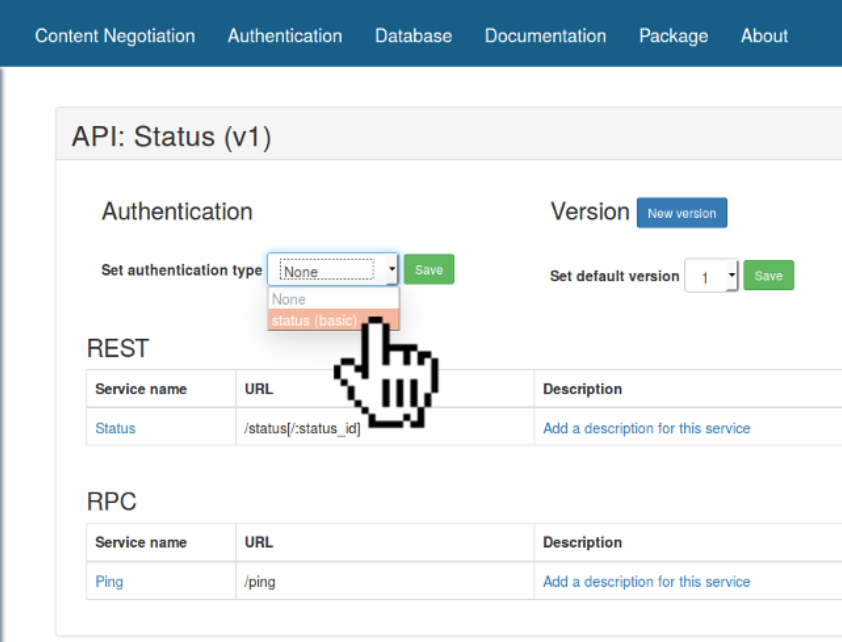 Content Negotiation Authentication Database Documentation Package About
API: Status (v1)
Authentication
Version New version
Set authentication type None Save
Set default version 1 Save
None
status (basic)
REST
Service name URL Description
Status /status[/:status_id] Add a description for this service
RPC
Service name URL Description
Ping /ping Add a description for this service